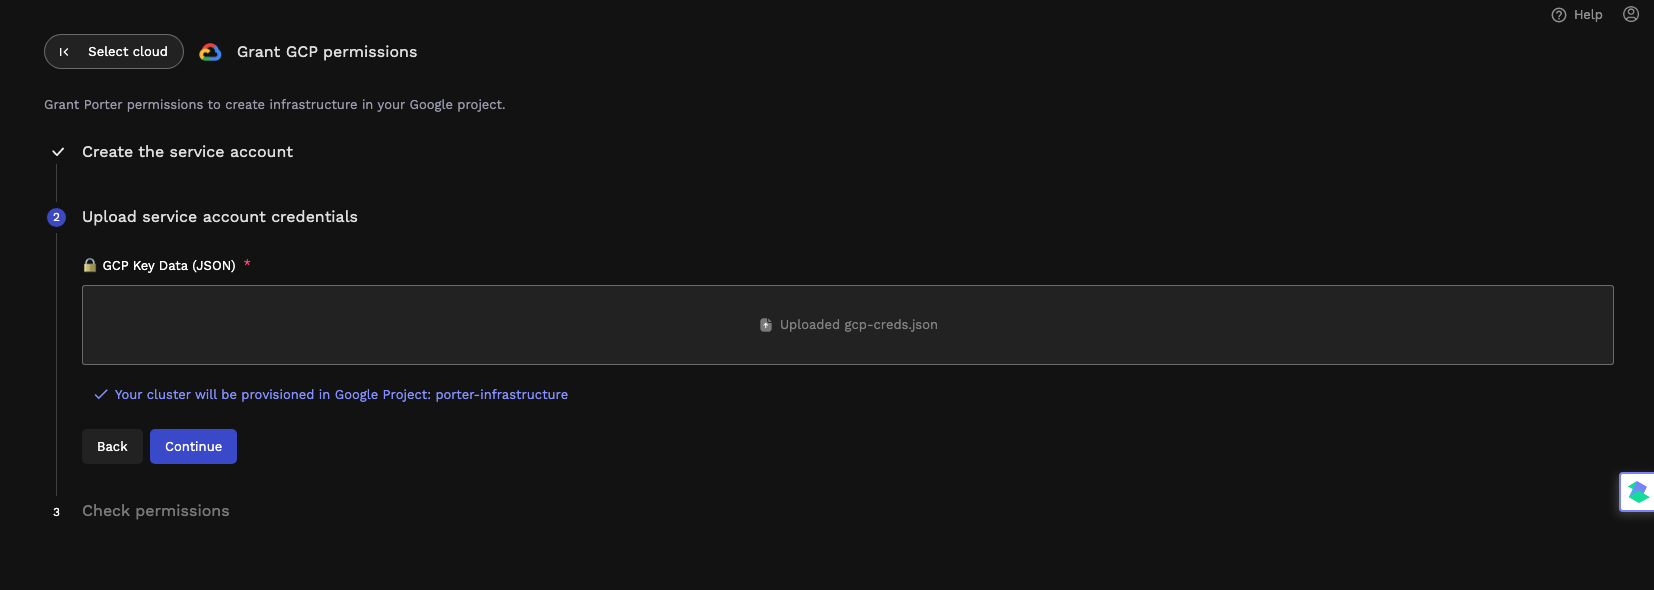 Help
Select cloud
Grant GCP permissions
Grant Porter permissions to create infrastructure in your Google project.
Create the service account
2
Upload service account credentials
GCP Key Data (JSON) *
Uploaded gcp-creds.json
Your cluster will be provisioned in Google Project: porter-infrastructure
Back
Continue
3
Check permissions